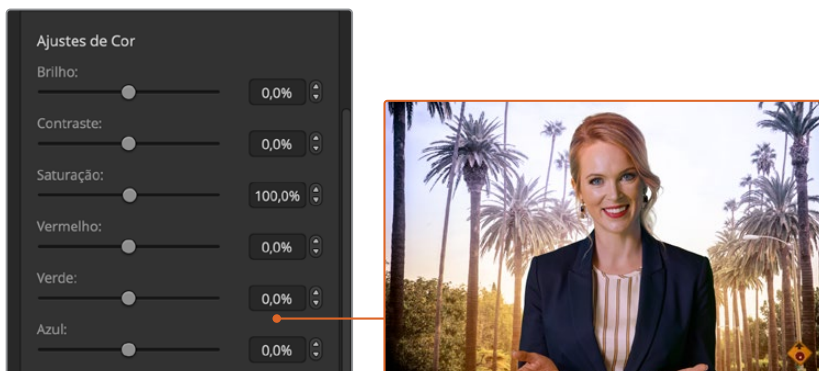 Ajustes de Cor
Brilho:
0,0%
Contraste:
0,0%
Saturação:
100,0%
Vermelho:
0,0%
Verde:
0,0%
Azul:
0,0%